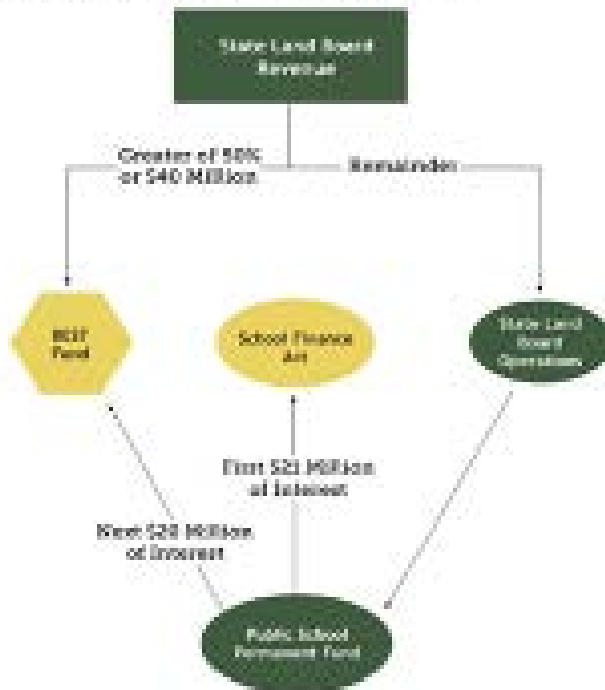 State Land Board
Revenue
Greater of 50%
or $40 Million
Remainder
BEST
Fund
School Finance
Act
State Land
Board
Operations
First $21 Million
of Interest
Next $20 Million
of Interest
Public School
Permanent Fund